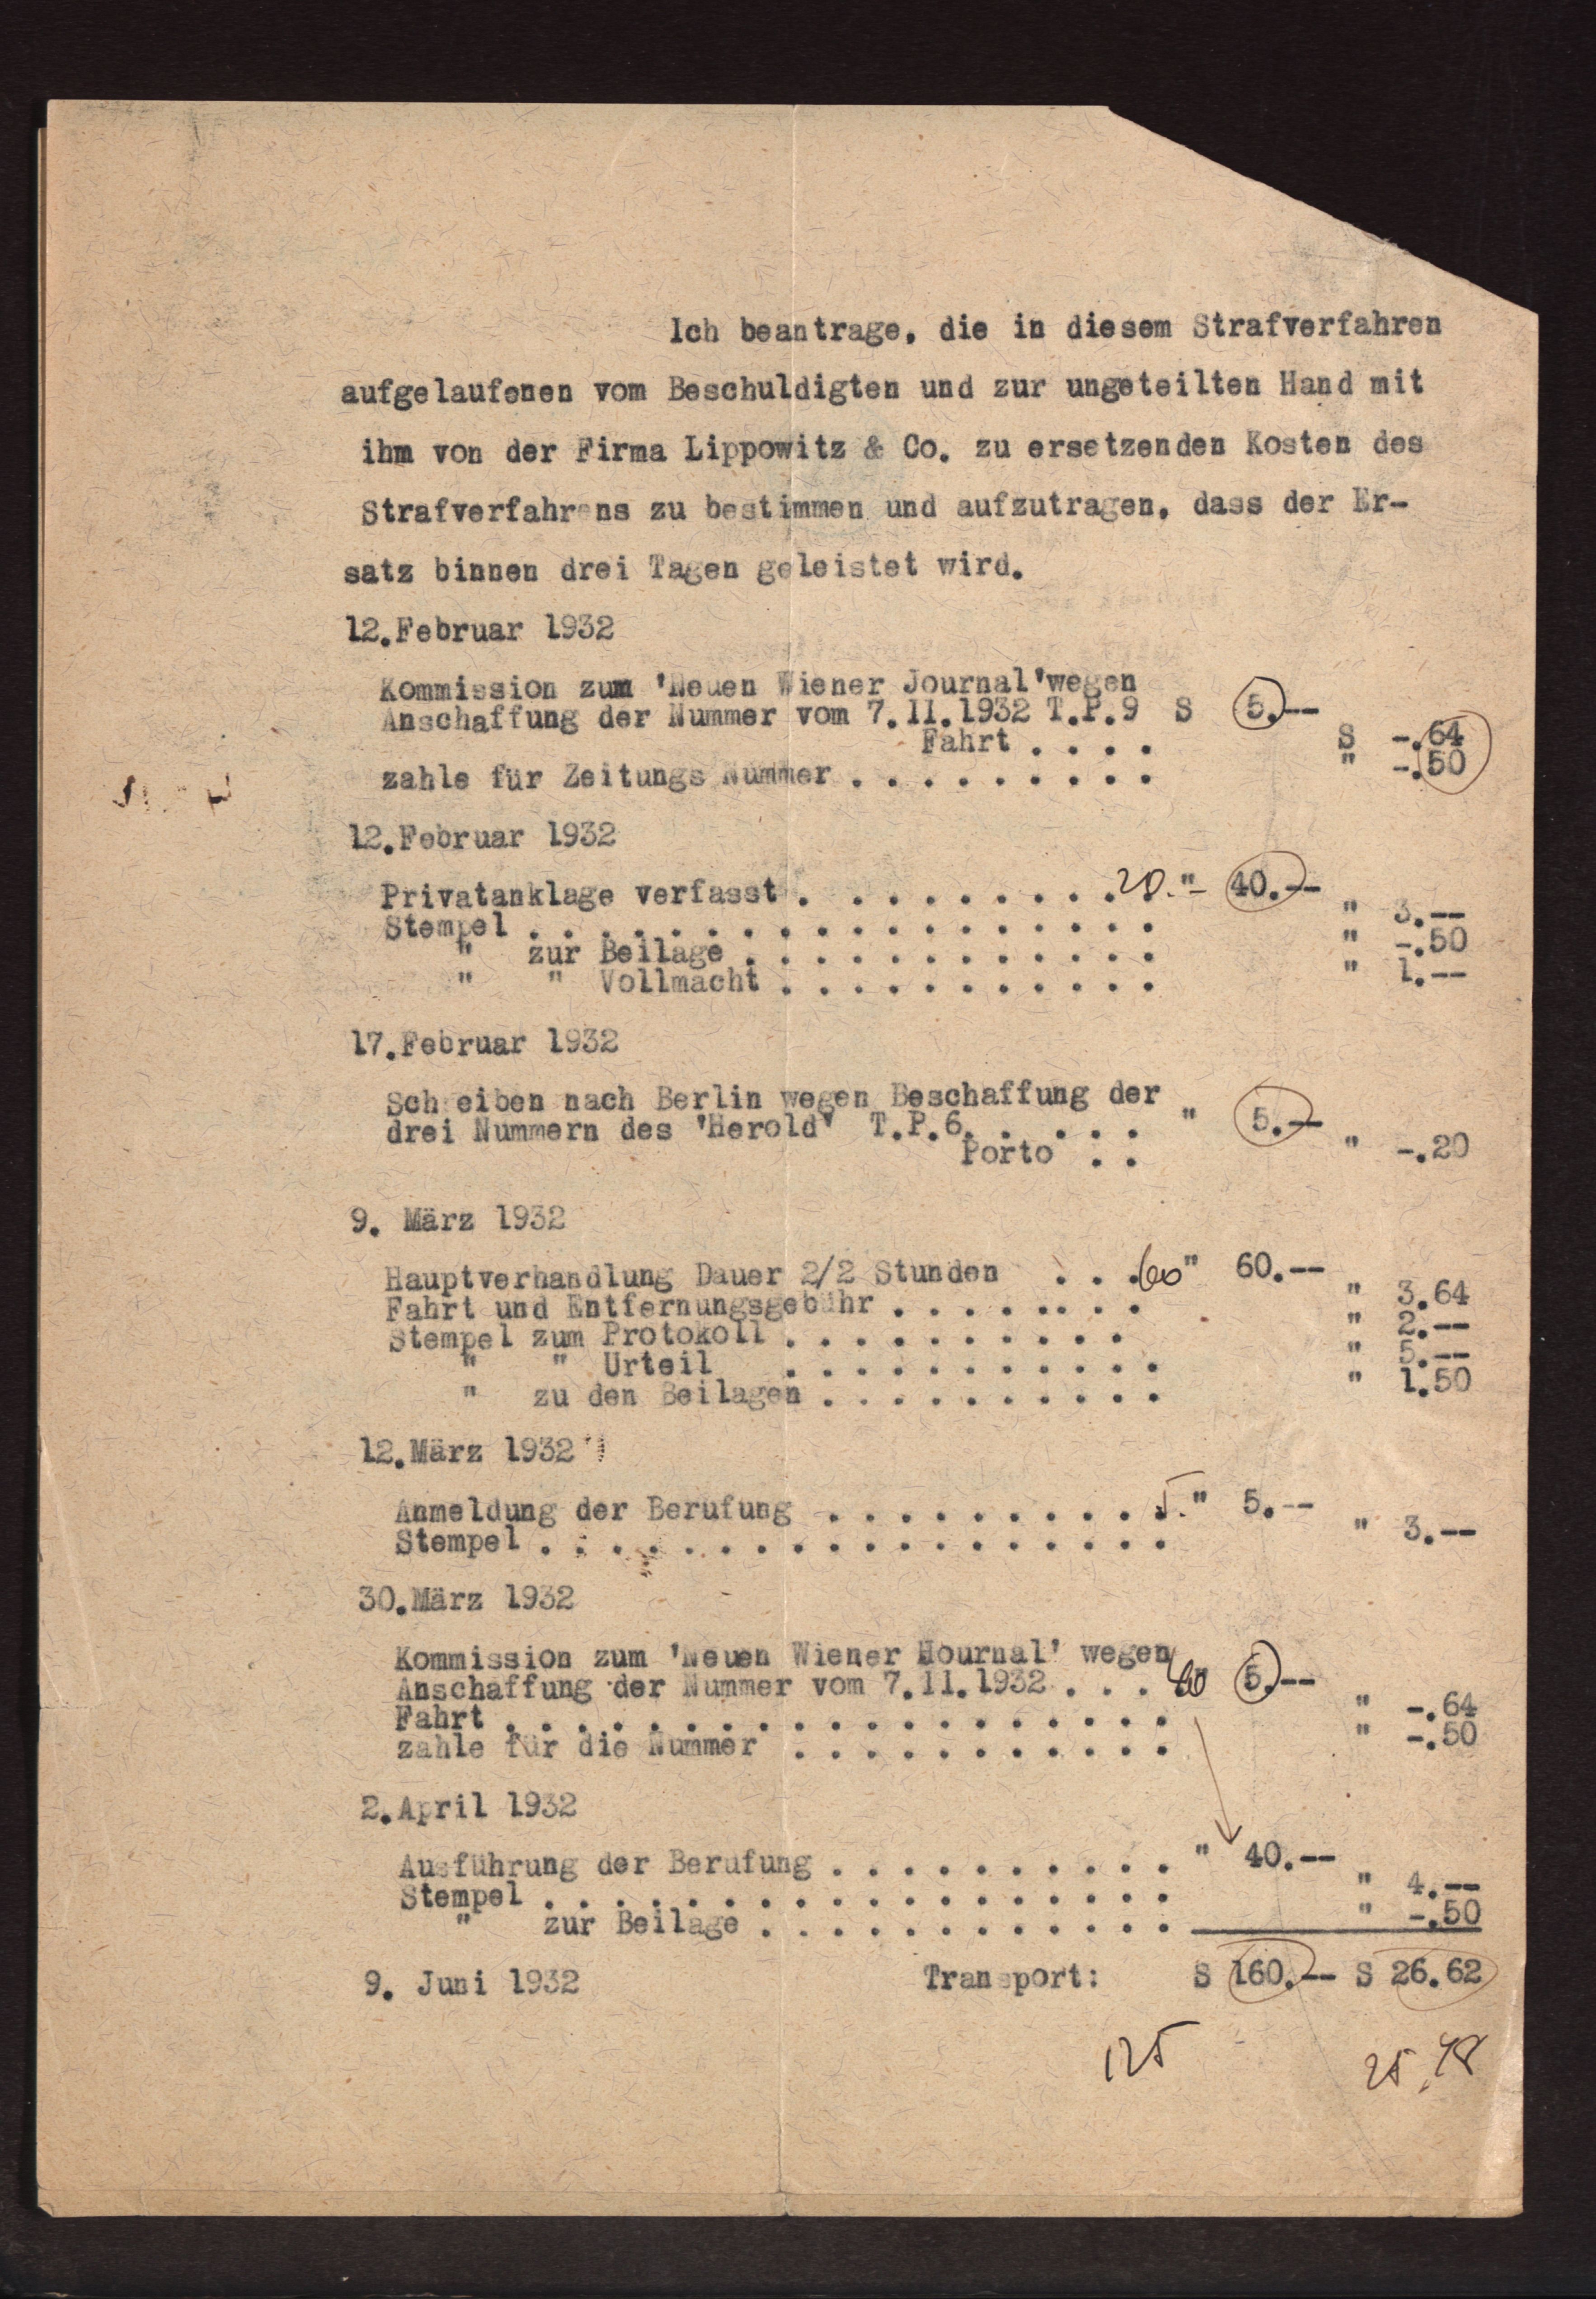 Ich beantrage, die in diesem Strafverfahren
aufgelaufenen vom Beschuldigten und zur ungeteilten Hand mit
ihm von der Firma Lippowitz & Co. zu ersetzenden Kosten des
Strafverfahrens zu bestimmen und aufzutragen, dass der Er-
satz binnen drei Tagen geleistet wird.
12.Februar 1932
Kommission zum 'Neuen Wiener Journal'wegen
Anschaffung der Nummer vom 7.11.1932 T.P.9 S 5.--
Fahrt . . . . S -.64
zahle für Zeitungs Nummer . . . . . . . . . " -.50
12.Februar 1932
Privatanklage verfasst . . . . . . . . . . 20.- " 40.--
Stempel . . . . . . . . . . . . . . . . . . " 3.--
" zur Beilage . . . . . . . . . . . . " -.50
" " Vollmacht . . . . . . . . . . . " 1.--
17.Februar 1932
Schreiben nach Berlin wegen Beschaffung der
drei Nummern des 'Herold' T.P.6. . . . . . " 5.--
Porto . . " -.20
9. März 1932
Hauptverhandlung Dauer 2/2 Stunden . . . 60 " 60.--
Fahrt und Entfernungsgebühr . . . . . . . . " 3.64
Stempel zum Protokoll . . . . . . . . . . " 2.--
" " Urteil . . . . . . . . . . . " 5.--
" zu den Beilagen . . . . . . . . . . " 1.50
12.März 1932
Anmeldung der Berufung . . . . . . . . . . 5. " 5.--
Stempel . . . . . . . . . . . . . . . . . . " 3.--
30.März 1932
Kommission zum 'Neuen Wiener Hournal' wegen
Anschaffung der Nummer vom 7.11.1932 . . . " 5.--
Fahrt . . . . . . . . . . . . . . . . . . . " -.64
zahle für die Nummer . . . . . . . . . . . " -.50
2.April 1932
Ausführung der Berufung . . . . . . . . . . " 40.--
Stempel . . . . . . . . . . . . . . . . . . " 4.--
" zur Beilage . . . . . . . . . . . . " -.50
9. Juni 1932 Transport: S 160.-- S 26.62
125 25,48